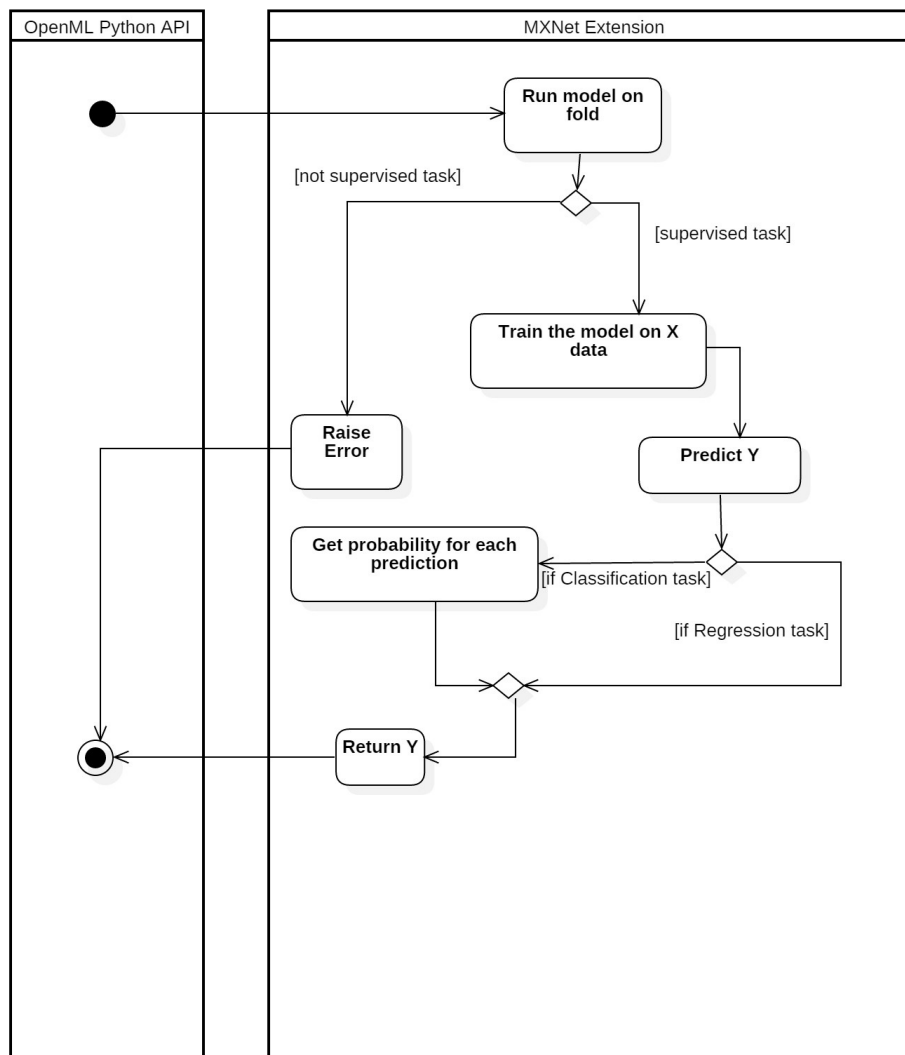 OpenML Python API
MXNet Extension
Run model on
fold
[not supervised task]
[supervised task]
Train the model on X
data
Raise
Error
Predict Y
Get probability for each
prediction
[if Classification task]
[if Regression task]
Return Y